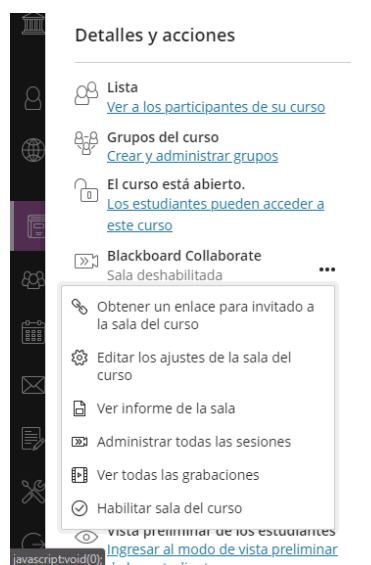 Detalles y acciones
Lista
Ver a los participantes de su curso
Grupos del curso
Crear y administrar grupos
El curso está abierto.
Los estudiantes pueden acceder a
este curso
Blackboard Collaborate
Sala deshabilitada
Obtener un enlace para invitado a
la sala del curso
Editar los ajustes de la sala del
curso
Ver informe de la sala
Administrar todas las sesiones
Ver todas las grabaciones
Habilitar sala del curso
Vista preliminar de los estudiantes
Ingresar al modo de vista preliminar
javascript:void(0);